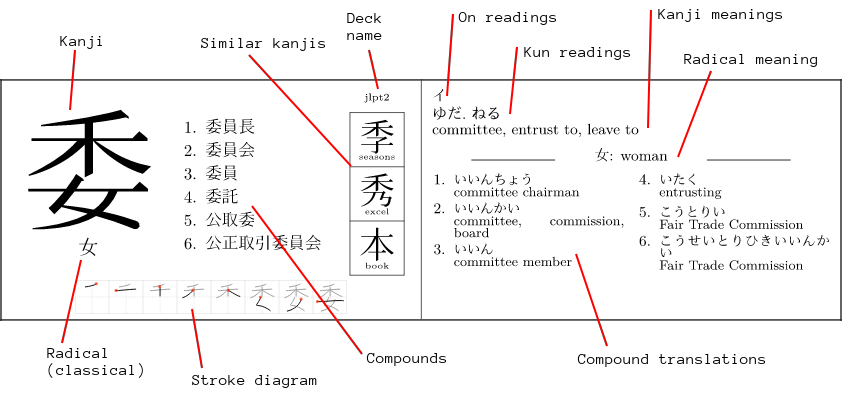 Kanji
Similar kanjis
Deck
name
On readings
Kun readings
Kanji meanings
Radical meaning
委
女
1. 委員長
2. 委員会
3. 委員
4. 委託
5. 公取委
6. 公正取引委員会
jlpt2
季
seasons
秀
excel
本
book
イ
ゆだ. ねる
committee, entrust to, leave to
女: woman
1. いいんちょう
committee chairman
2. いいんかい
committee, commission,
board
3. いいん
committee member
4. いたく
entrusting
5. こうとりい
Fair Trade Commission
6. こうせいとりひきいいんか
い
Fair Trade Commission
Radical
(classical)
Stroke diagram
Compounds
Compound translations